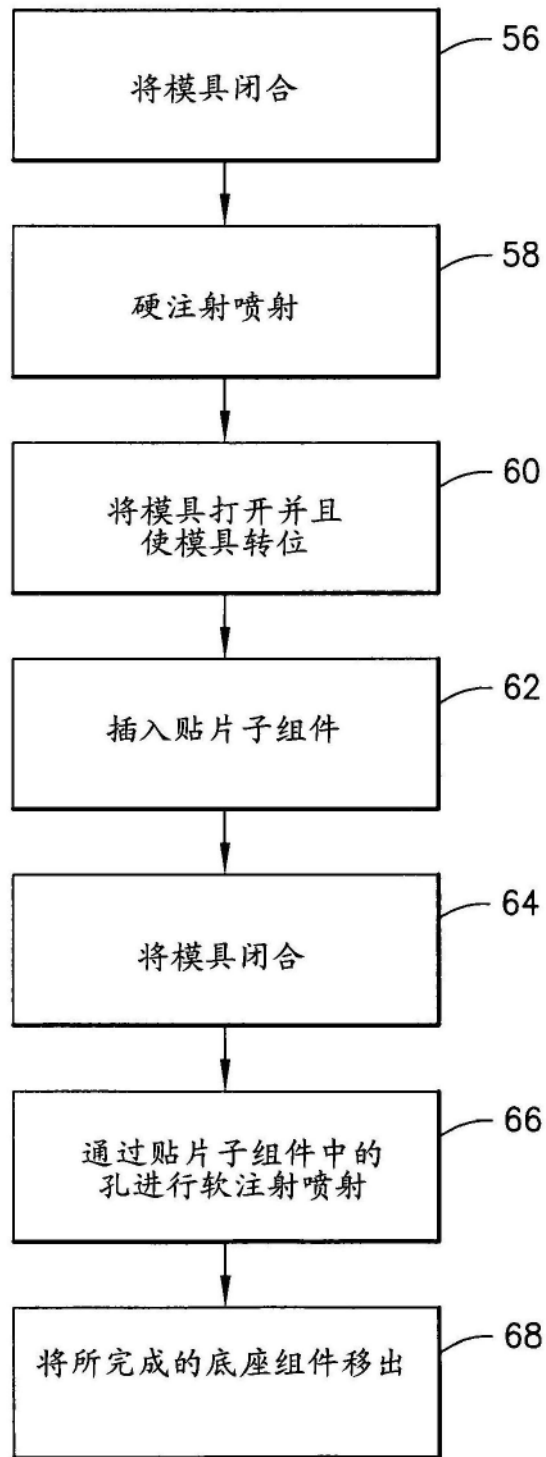 将模具闭合
56
硬注射喷射
58
将模具打开并且
使模具转位
60
插入贴片子组件
62
将模具闭合
64
通过贴片子组件中的
孔进行软注射喷射
66
将所完成的底座组件移出
68